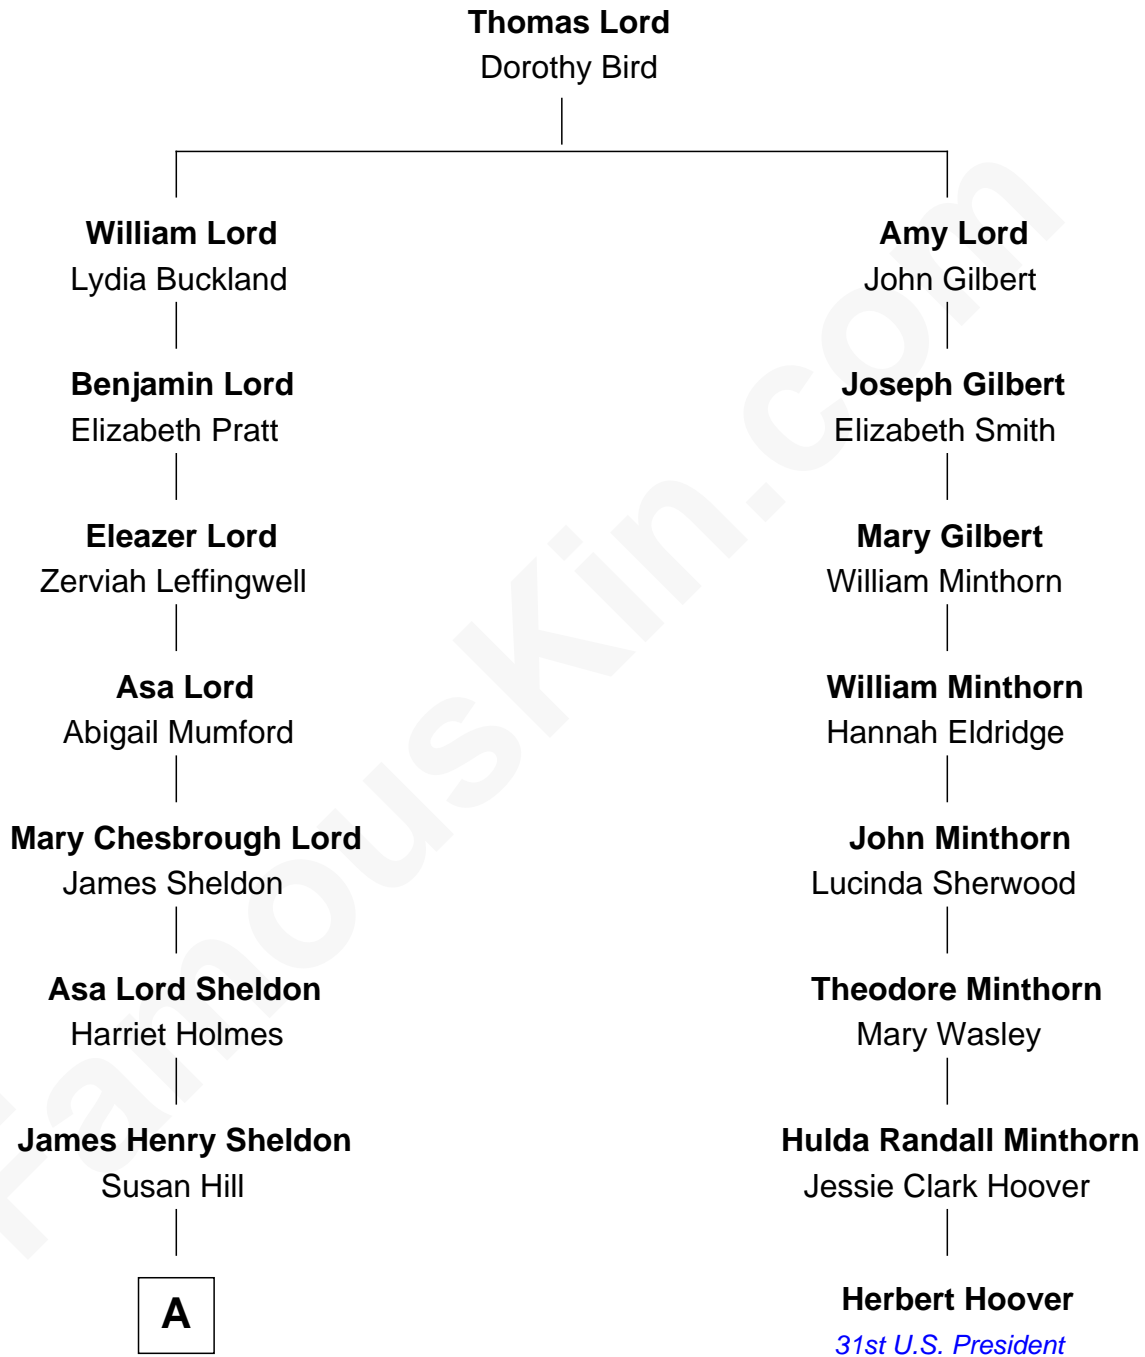 Thomas Lord
Dorothy Bird
William Lord
Lydia Buckland
Amy Lord
John Gilbert
Benjamin Lord
Elizabeth Pratt
Joseph Gilbert
Elizabeth Smith
Eleazer Lord
Zerviah Leffingwell
Mary Gilbert
William Minthorn
Asa Lord
Abigail Mumford
William Minthorn
Hannah Eldridge
Mary Chesbrough Lord
James Sheldon
John Minthorn
Lucinda Sherwood
Asa Lord Sheldon
Harriet Holmes
Theodore Minthorn
Mary Wasley
James Henry Sheldon
Susan Hill
Hulda Randall Minthorn
Jessie Clark Hoover
A
Herbert Hoover
31st U.S. President
FamousKin.com